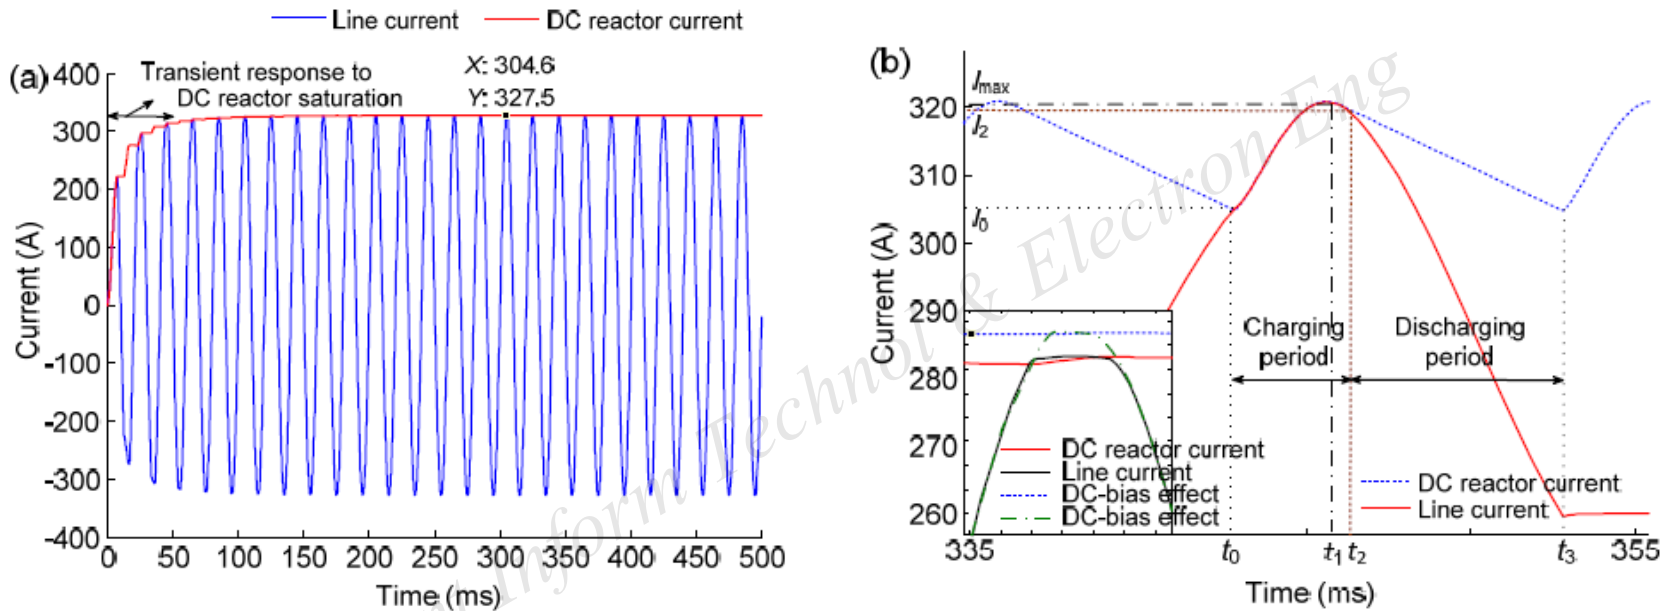 Line current
DC reactor current
(a)
Transient response to
DC reactor saturation
X: 304.6
Y: 327.5
400
300
200
100
0
-100
-200
-300
-400
Current (A)
0 50 100 150 200 250 300 350 400 450 500
Time (ms)
(b)
Imax
I2
I0
320
310
300
290
280
270
260
Current (A)
Charging
period
Discharging
period
DC reactor current
Line current
DC-bias effect
DC-bias effect
DC reactor current
Line current
335 t0 t1 t2 t3 355
Time (ms)
Inform Technol & Electron Eng